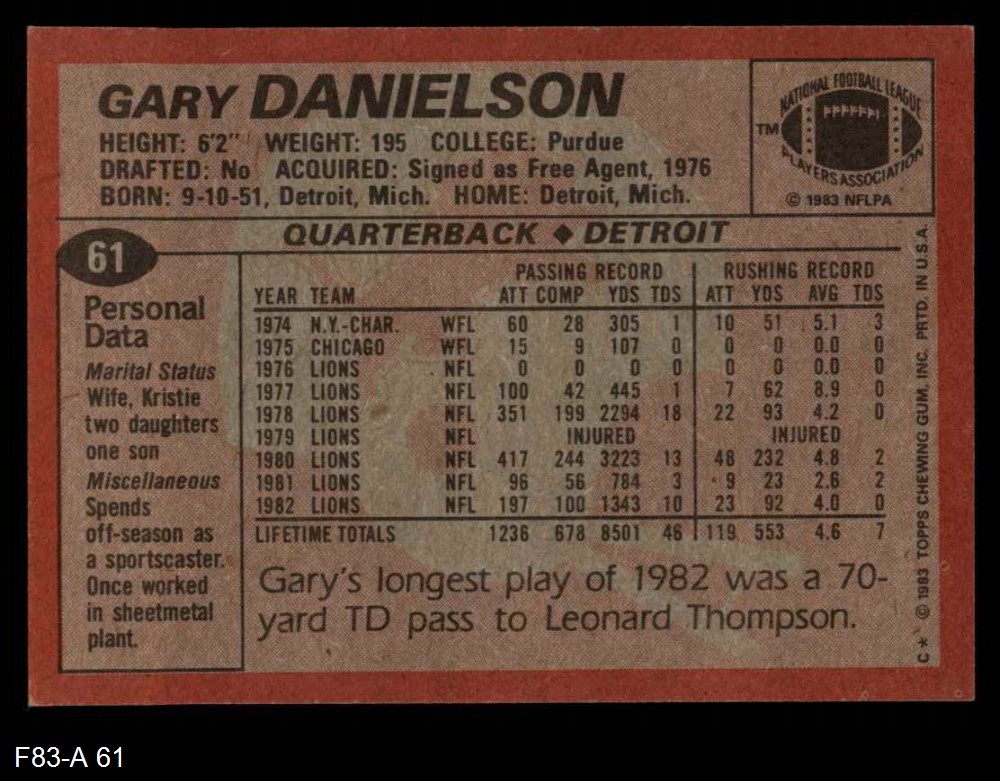 GARY DANIELSON
HEIGHT: 6'2" WEIGHT: 195 COLLEGE: Purdue
DRAFTED: No ACQUIRED: Signed as Free Agent, 1976
BORN: 9-10-51, Detroit, Mich. HOME: Detroit, Mich.
NATIONAL FOOTBALL LEAGUE
TM
PLAYERS ASSOCIATION
© 1983 NFLPA
QUARTERBACK ◆ DETROIT
61
Personal
Data
Marital Status
Wife, Kristie
two daughters
one son
Miscellaneous
Spends
off-season as
a sportscaster.
Once worked
in sheetmetal
plant.
PASSING RECORD RUSHING RECORD
YEAR TEAM ATT COMP YDS TDS ATT YDS AVG TDS
1974 N.Y.-CHAR. WFL 60 28 305 1 10 51 5.1 3
1975 CHICAGO WFL 15 9 107 0 0 0 0.0 0
1976 LIONS NFL 0 0 0 0 0 0 0.0 0
1977 LIONS NFL 100 42 445 1 7 62 8.9 0
1978 LIONS NFL 351 199 2294 18 22 93 4.2 0
1979 LIONS NFL INJURED INJURED
1980 LIONS NFL 417 244 3223 13 48 232 4.8 2
1981 LIONS NFL 96 56 784 3 9 23 2.6 2
1982 LIONS NFL 197 100 1343 10 23 92 4.0 0
LIFETIME TOTALS 1236 678 8501 46 119 553 4.6 7
Gary's longest play of 1982 was a 70-
yard TD pass to Leonard Thompson.
C* © 1983 TOPPS CHEWING GUM, INC. PRTD. IN U.S.A.
F83-A 61